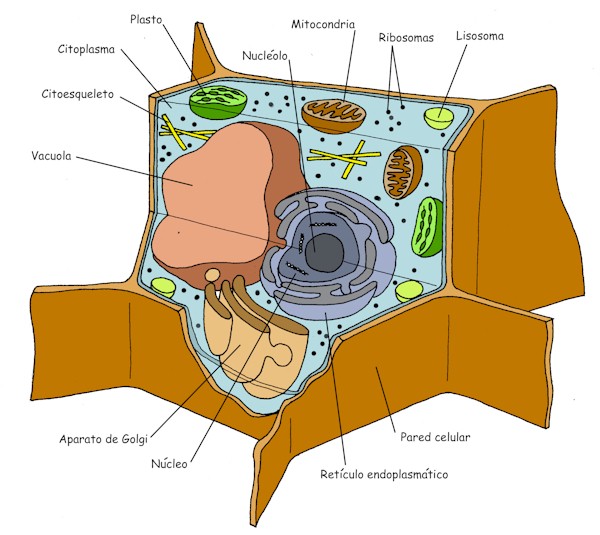 Plasto
Mitocondria
Citoplasma
Ribosomas
Lisosoma
Nucléolo
Citoesqueleto
Vacuola
Aparato de Golgi
Pared celular
Núcleo
Retículo endoplasmático